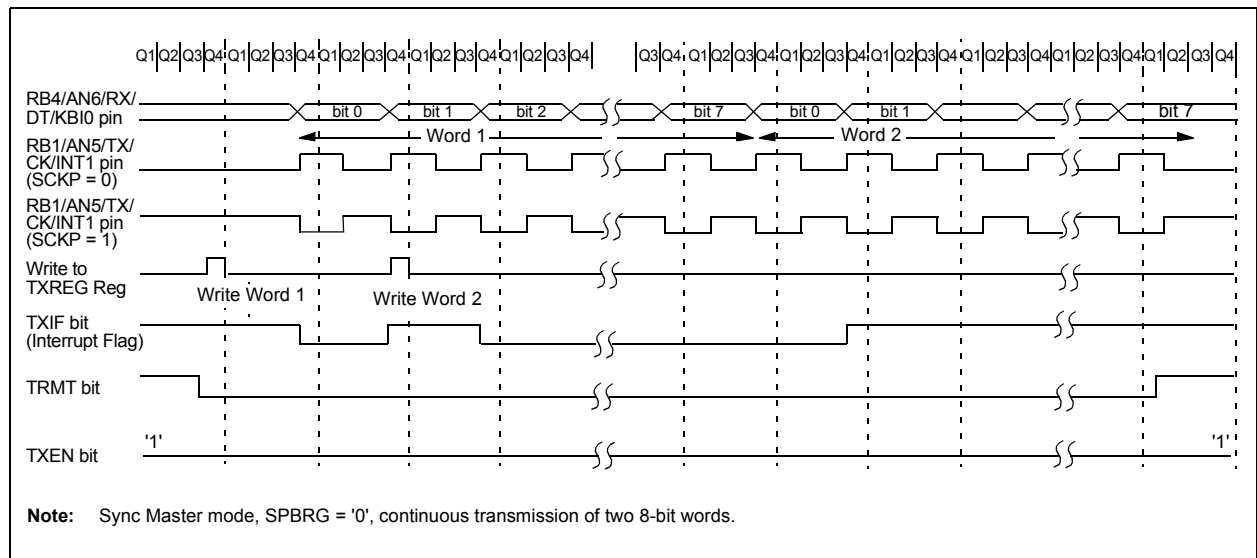 Q1 Q2 Q3 Q4 Q1 Q2 Q3 Q4 Q1 Q2 Q3 Q4 Q1 Q2 Q3 Q4 Q1 Q2 Q3 Q4 Q3 Q4 Q1 Q2 Q3 Q4 Q1 Q2 Q3 Q4 Q1 Q2 Q3 Q4 Q1 Q2 Q3 Q4 Q1 Q2 Q3 Q4 Q1 Q2 Q3 Q4
RB4/AN6/RX/
DT/KBI0 pin
bit 0 bit 1 bit 2 bit 7 bit 0 bit 1 bit 7
Word 1 Word 2
RB1/AN5/TX/
CK/INT1 pin
(SCKP = 0)
RB1/AN5/TX/
CK/INT1 pin
(SCKP = 1)
Write to
TXREG Reg
Write Word 1 Write Word 2
TXIF bit
(Interrupt Flag)
TRMT bit
'1' '1'
TXEN bit
Note: Sync Master mode, SPBRG = '0', continuous transmission of two 8-bit words.